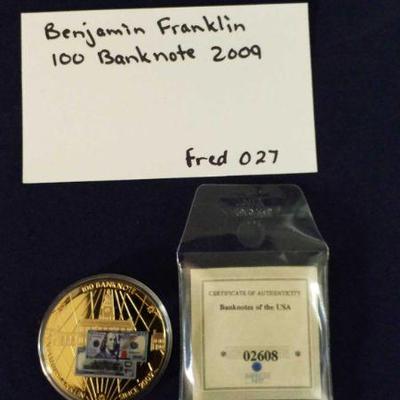 Benjamin Franklin
100 Banknote 2009
fred 027
100 BANKNOTE
CERTIFICATE OF AUTHENTICITY
Banknotes of the USA
02608